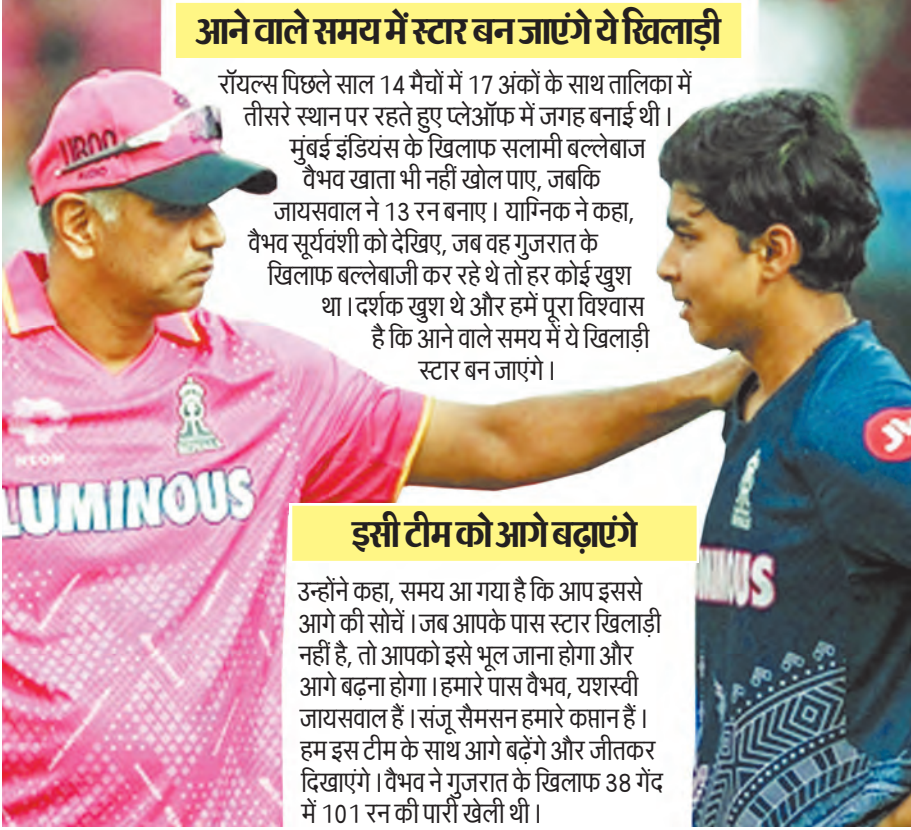 आने वाले समय में स्टार बन जाएंगे ये खिलाड़ी
रॉयल्स पिछले साल 14 मैचों में 17 अंकों के साथ तालिका में
तीसरे स्थान पर रहते हुए प्लेऑफ में जगह बनाई थी।
मुंबई इंडियंस के खिलाफ सलामी बल्लेबाज
वैभव खाता भी नहीं खोल पाए, जबकि
जायसवाल ने 13 रन बनाए। याग्निक ने कहा,
वैभव सूर्यवंशी को देखिए, जब वह गुजरात के
खिलाफ बल्लेबाजी कर रहे थे तो हर कोई खुश
था। दर्शक खुश थे और हमें पूरा विश्वास
है कि आने वाले समय में ये खिलाड़ी
स्टार बन जाएंगे।
NEOM
LUMINOUS
इसी टीम को आगे बढ़ाएंगे
उन्होंने कहा, समय आ गया है कि आप इससे
आगे की सोचें। जब आपके पास स्टार खिलाड़ी
नहीं है, तो आपको इसे भूल जाना होगा और
आगे बढ़ना होगा। हमारे पास वैभव, यशस्वी
जायसवाल हैं। संजू सैमसन हमारे कप्तान हैं।
हम इस टीम के साथ आगे बढ़ेंगे और जीतकर
दिखाएंगे। वैभव ने गुजरात के खिलाफ 38 गेंद
में 101 रन की पारी खेली थी।